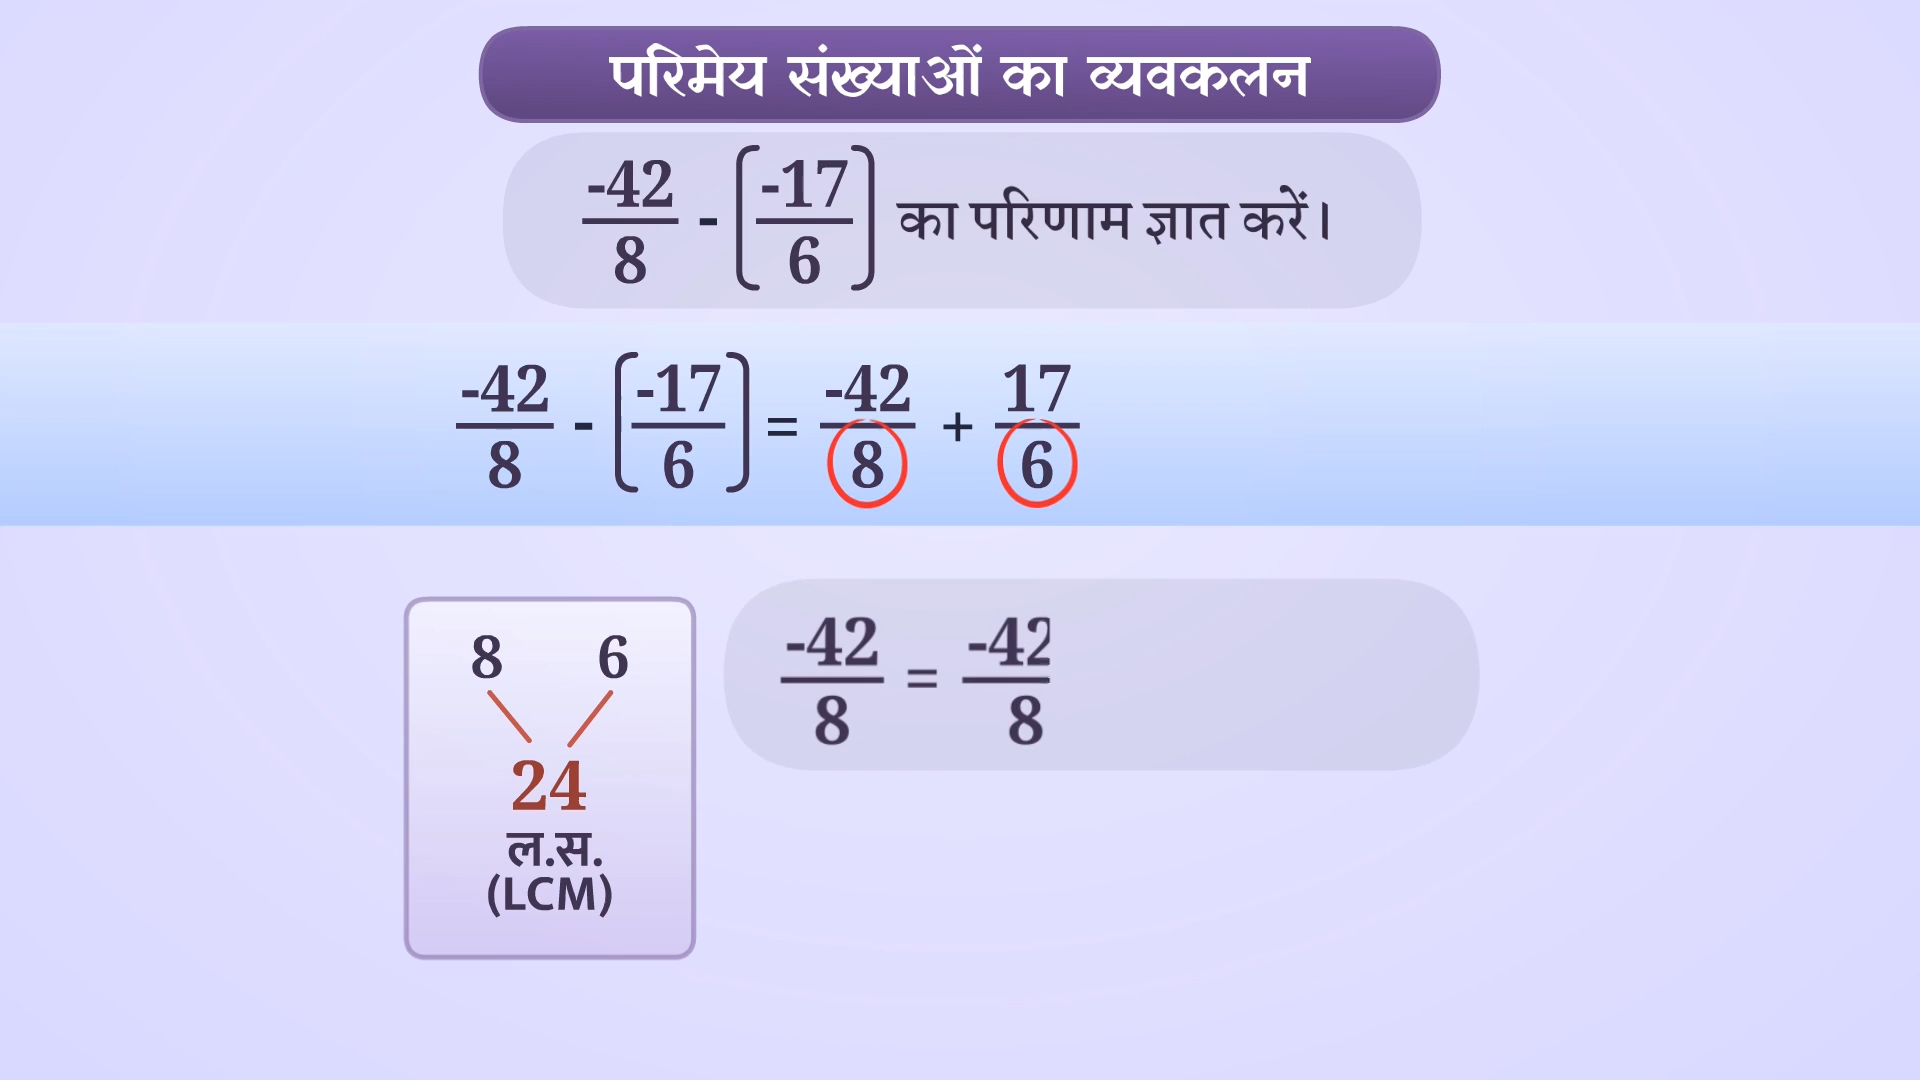 परिमेय संख्याओं का व्यवकलन
-42/8 - (-17/6) का परिणाम ज्ञात करें।
-42/8 - (-17/6) = -42/8 + 17/6
8 6
24
ल.स.
(LCM)
-42/8 = -42/8